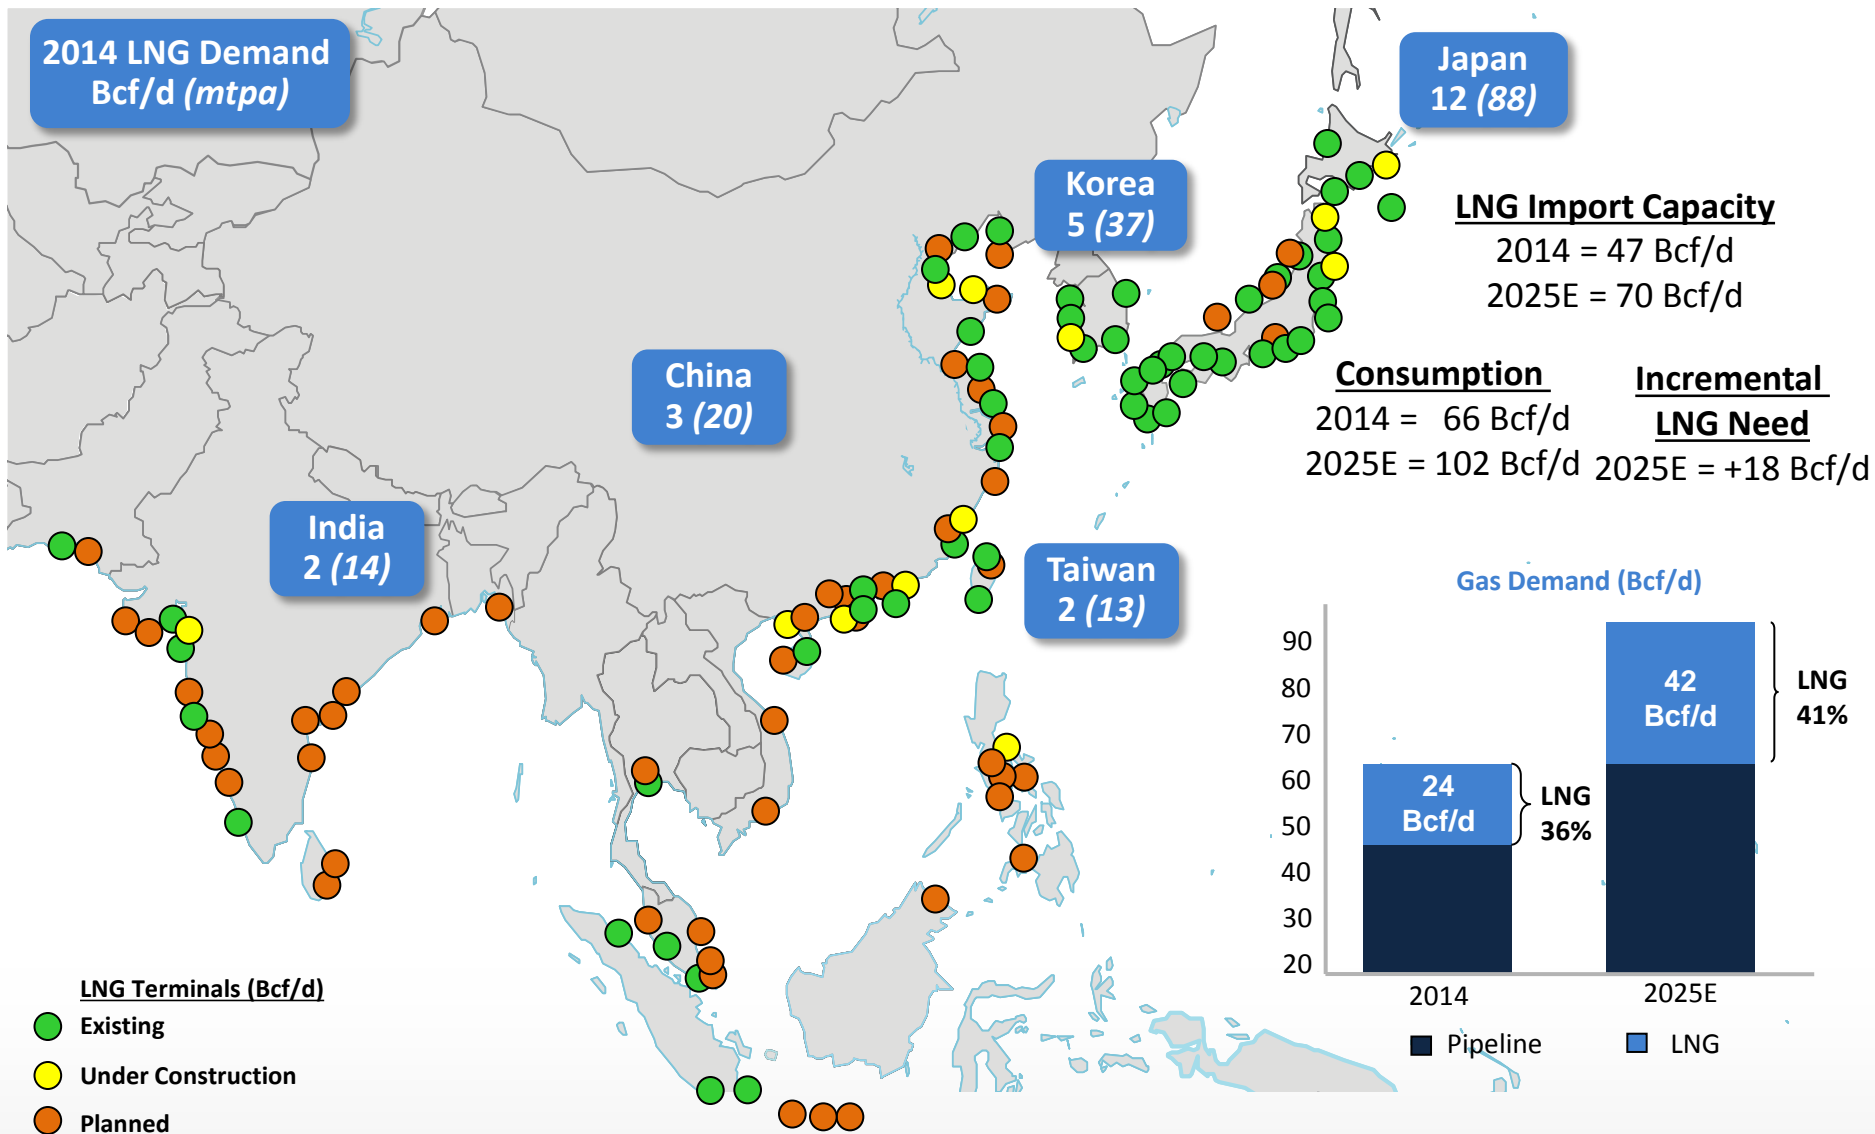 2014 LNG Demand
Bcf/d (mtpa)
Japan
12 (88)
Korea
5 (37)
China
3 (20)
India
2 (14)
Taiwan
2 (13)
LNG Import Capacity
2014 = 47 Bcf/d
2025E = 70 Bcf/d
Consumption
2014 = 66 Bcf/d
2025E = 102 Bcf/d
Incremental
LNG Need
2025E = +18 Bcf/d
Gas Demand (Bcf/d)
90
80
70
60
50
40
30
20
24
Bcf/d
LNG
36%
42
Bcf/d
LNG
41%
2014
2025E
Pipeline
LNG
LNG Terminals (Bcf/d)
Existing
Under Construction
Planned